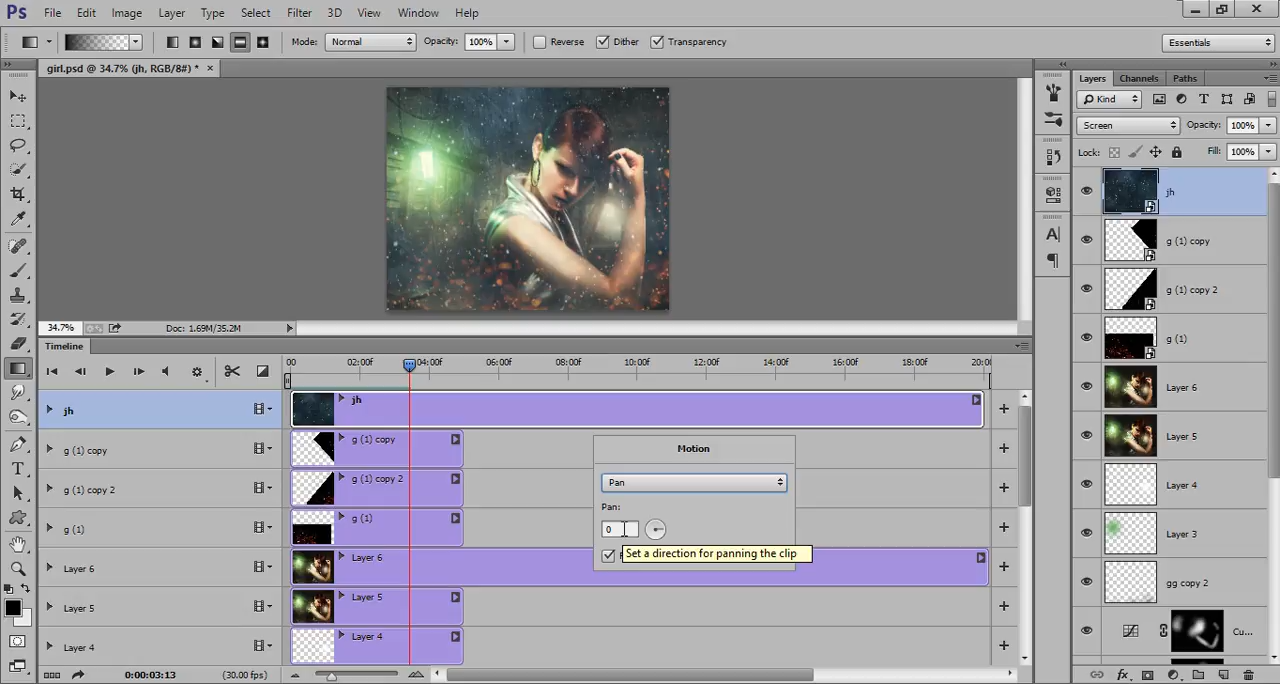 Ps File Edit Image Layer Type Select Filter 3D View Window Help
Mode: Normal Opacity: 100% Reverse Dither Transparency Essentials
girl.psd @ 34.7% (jh, RGB/8#) * ×
Layers Channels Paths
Kind
Screen Opacity: 100%
Lock: Fill: 100%
jh
g (1) copy
g (1) copy 2
g (1)
Layer 6
Layer 5
Layer 4
Layer 3
gg copy 2
Cu...
34.7% Doc: 1.69M/35.2M
Timeline
00 02:00f 04:00f 06:00f 08:00f 10:00f 12:00f 14:00f 16:00f 18:00f 20:00
jh jh
g (1) copy g (1) copy
g (1) copy 2 g (1) copy 2
g (1) g (1)
Layer 6 Layer 6
Layer 5 Layer 5
Layer 4 Layer 4
Motion
Pan
Pan:
0
Set a direction for panning the clip
0:00:03:13 (30.00 fps)